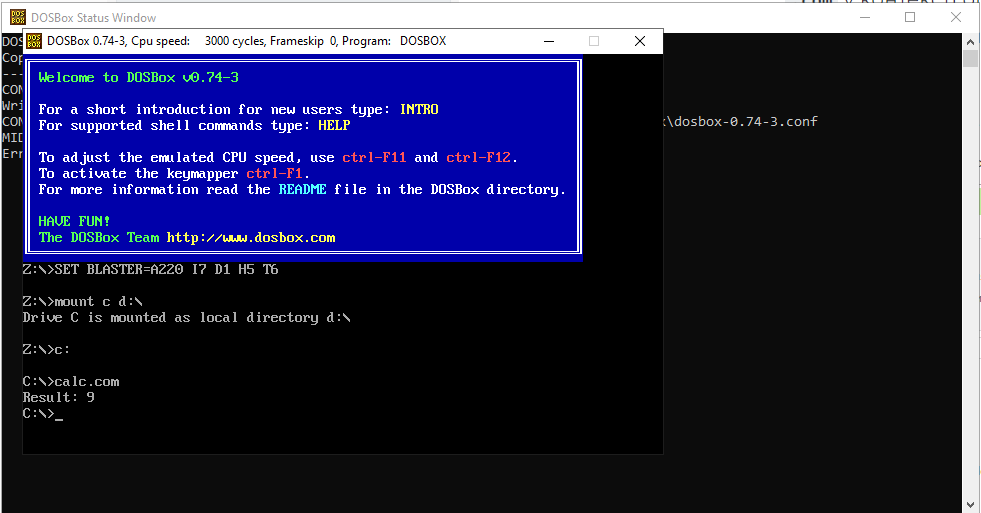 DOSBox Status Window
DOSBox 0.74-3, Cpu speed: 3000 cycles, Frameskip 0, Program: DOSBOX
Welcome to DOSBox v0.74-3
For a short introduction for new users type: INTRO
For supported shell commands type: HELP
To adjust the emulated CPU speed, use ctrl-F11 and ctrl-F12.
To activate the keymapper ctrl-F1.
For more information read the README file in the DOSBox directory.
HAVE FUN!
The DOSBox Team http://www.dosbox.com
Z:\>SET BLASTER=A220 I7 D1 H5 T6
Z:\>mount c d:\
Drive C is mounted as local directory d:\
Z:\>c:
C:\>calc.com
Result: 9
C:\>_
DOS
Cop
---
CON
Wri
CON
\dosbox-0.74-3.conf
MID
Err